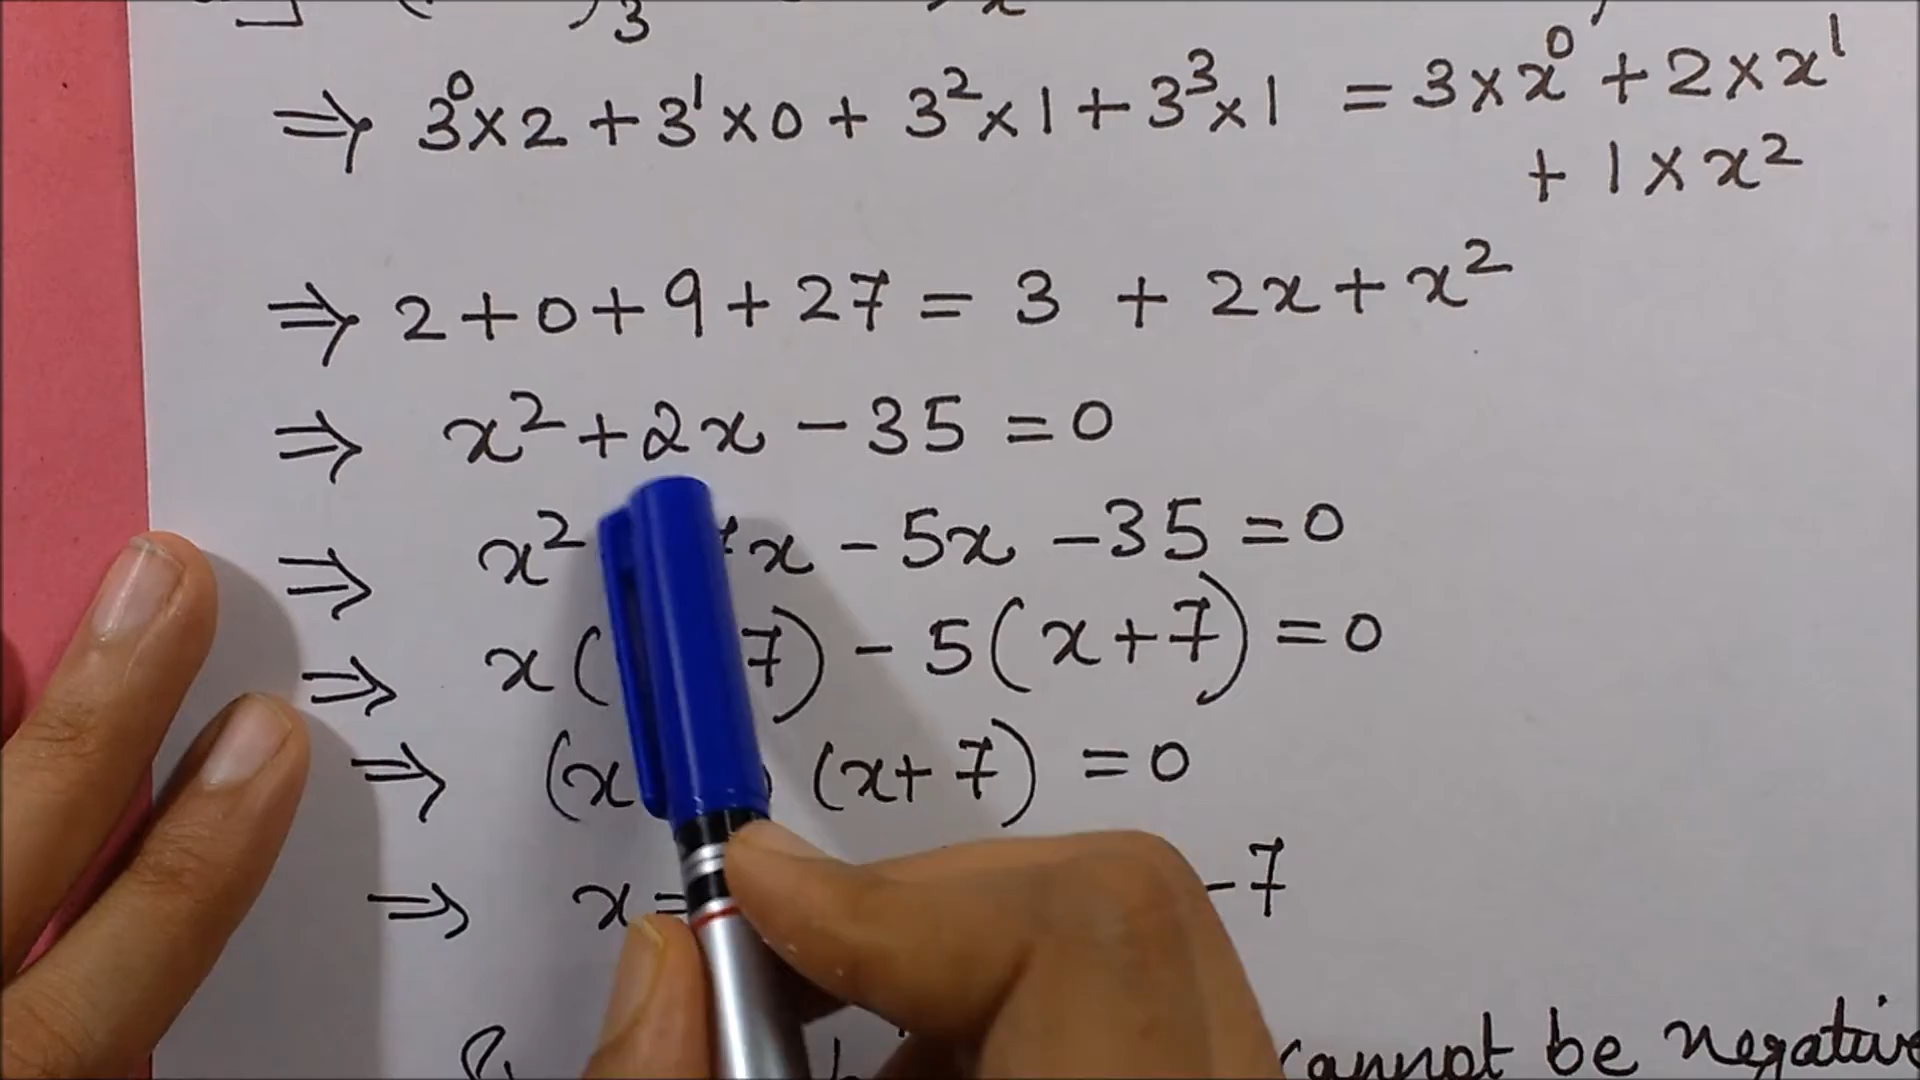 ⇒ 3⁰×2 + 3¹×0 + 3²×1 + 3³×1 = 3×x⁰ + 2×x¹
+ 1×x²
⇒ 2+0+9+27 = 3 + 2x + x²
⇒ x² + 2x - 35 = 0
⇒ x² 7x - 5x - 35 = 0
⇒ x( 7) - 5(x+7) = 0
⇒ (x ) (x+7) = 0
⇒ x = -7
cannot be negative